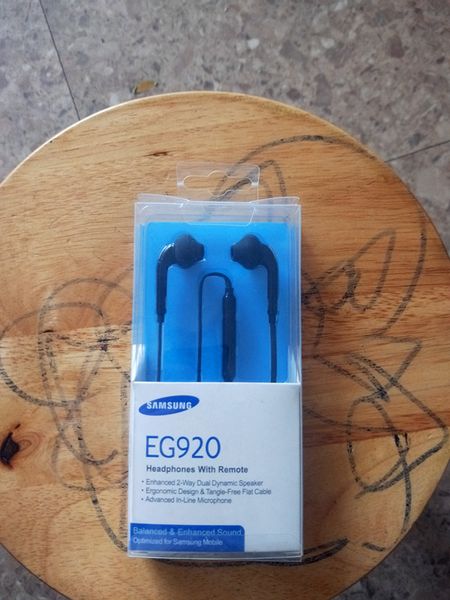 SAMSUNG
EG920
Headphones With Remote
• Enhanced 2-Way Dual Dynamic Speaker
• Ergonomic Design & Tangle-Free Flat Cable
• Advanced In-Line Microphone
Balanced & Enhanced Sound
Optimized for Samsung Mobile